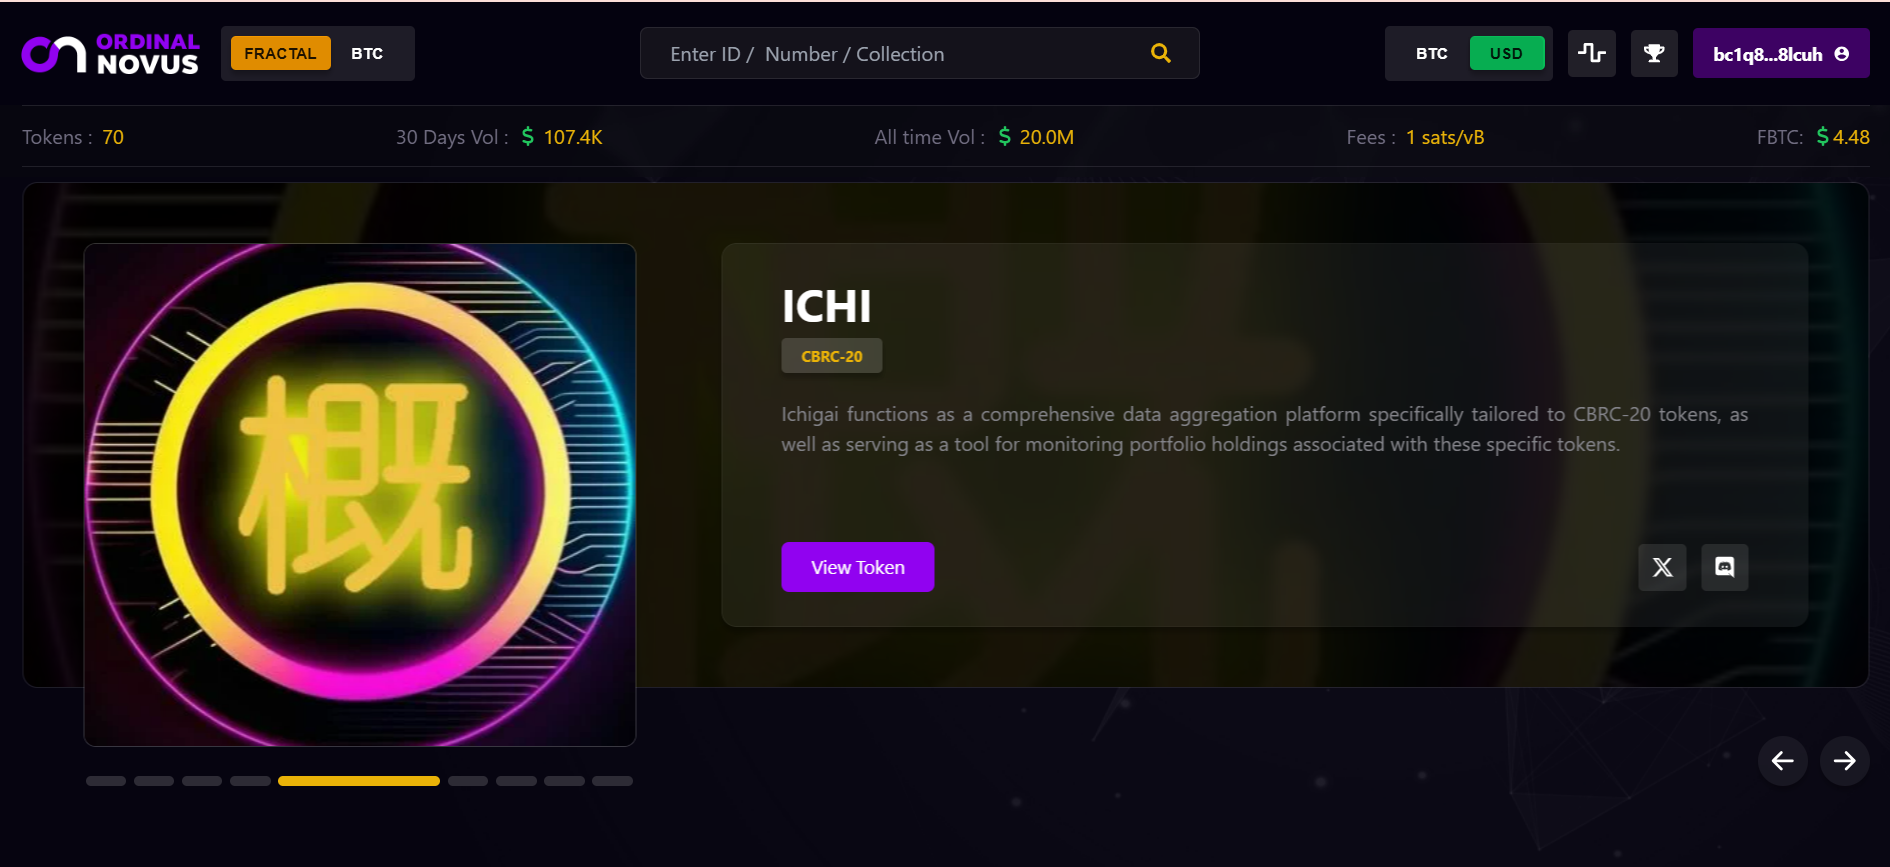 ORDINAL
NOVUS
FRACTAL BTC
Enter ID / Number / Collection
BTC USD
bc1q8...8lcuh
Tokens : 70
30 Days Vol : $ 107.4K
All time Vol : $ 20.0M
Fees : 1 sats/vB
FBTC: $ 4.48
概
ICHI
CBRC-20
Ichigai functions as a comprehensive data aggregation platform specifically tailored to CBRC-20 tokens, as
well as serving as a tool for monitoring portfolio holdings associated with these specific tokens.
View Token